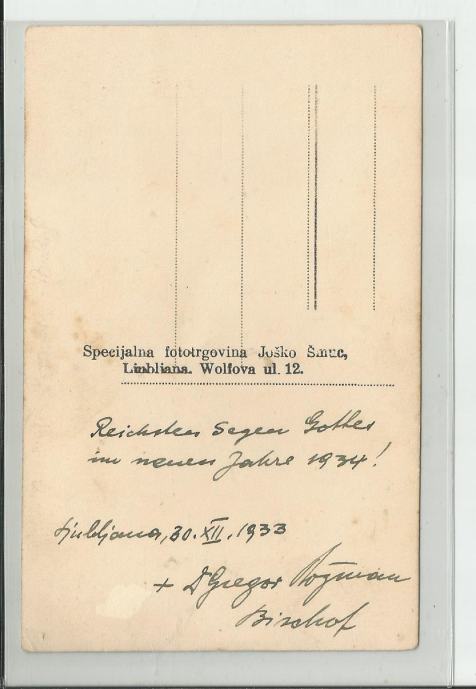 Specijalna fototrgovina Joško Šmuc,
Ljubljana. Wolfova ul. 12.
Reichsten Segen Gottes
im neuen Jahre 1934!
Ljubljana, 30. XII. 1933
+ Dr Gregor Rožman
Bischof